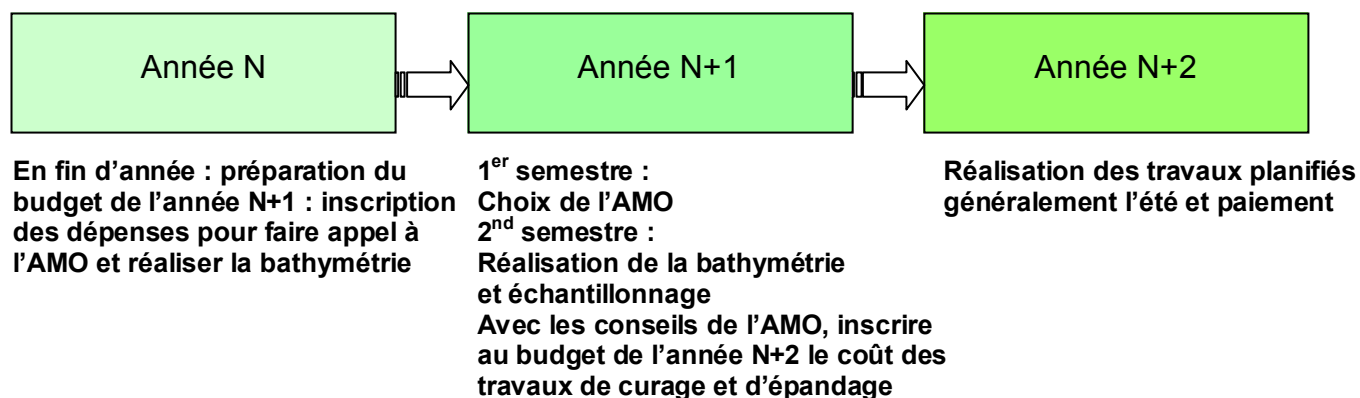 Année N
Année N+1
Année N+2
En fin d’année : préparation du
budget de l’année N+1 : inscription
des dépenses pour faire appel à
l’AMO et réaliser la bathymétrie
1er semestre :
Choix de l’AMO
2nd semestre :
Réalisation de la bathymétrie
et échantillonnage
Avec les conseils de l’AMO, inscrire
au budget de l’année N+2 le coût des
travaux de curage et d’épandage
Réalisation des travaux planifiés
généralement l’été et paiement